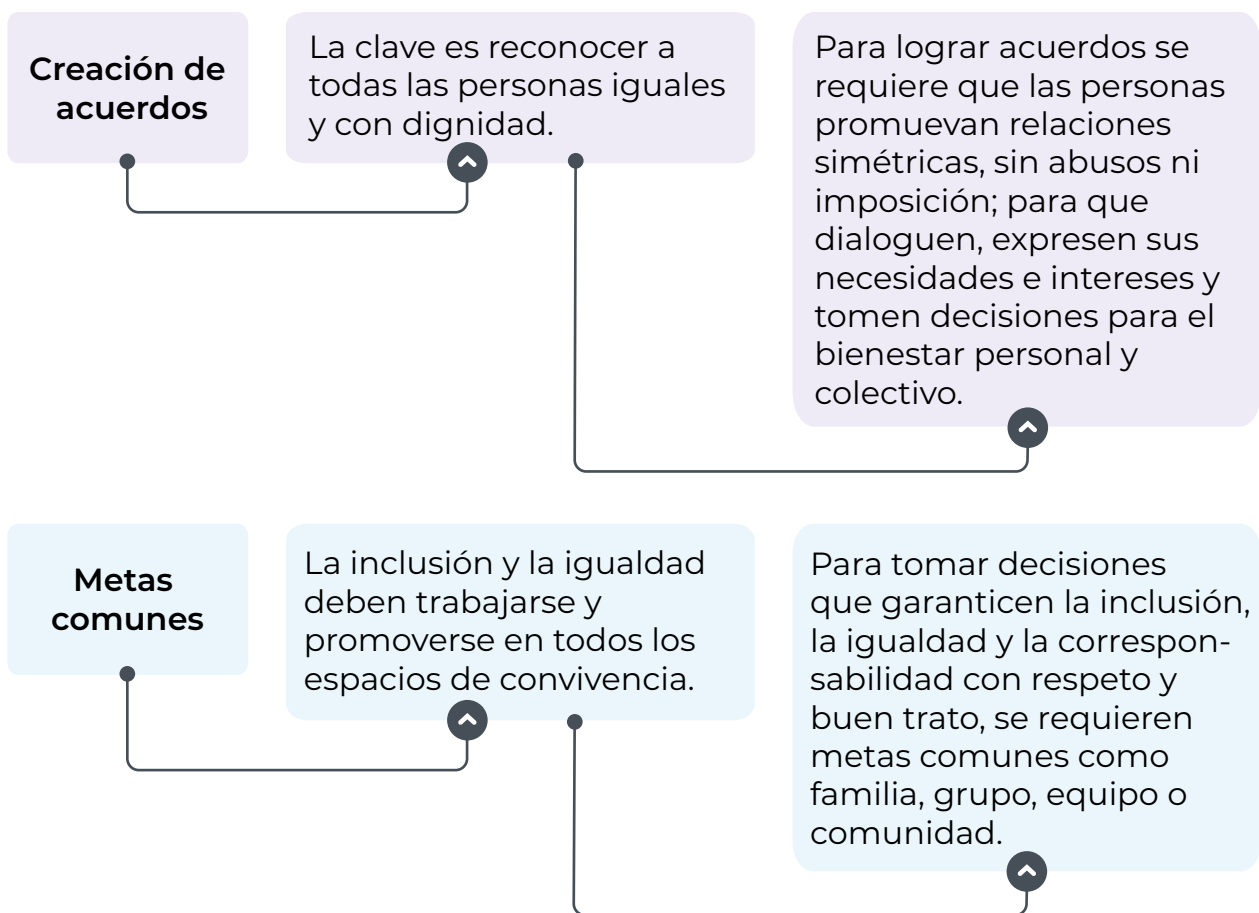 Creación de
acuerdos
La clave es reconocer a
todas las personas iguales
y con dignidad.
Para lograr acuerdos se
requiere que las personas
promuevan relaciones
simétricas, sin abusos ni
imposición; para que
dialoguen, expresen sus
necesidades e intereses y
tomen decisiones para el
bienestar personal y
colectivo.
Metas
comunes
La inclusión y la igualdad
deben trabajarse y
promoverse en todos los
espacios de convivencia.
Para tomar decisiones
que garanticen la inclusión,
la igualdad y la correspon-
sabilidad con respeto y
buen trato, se requieren
metas comunes como
familia, grupo, equipo o
comunidad.